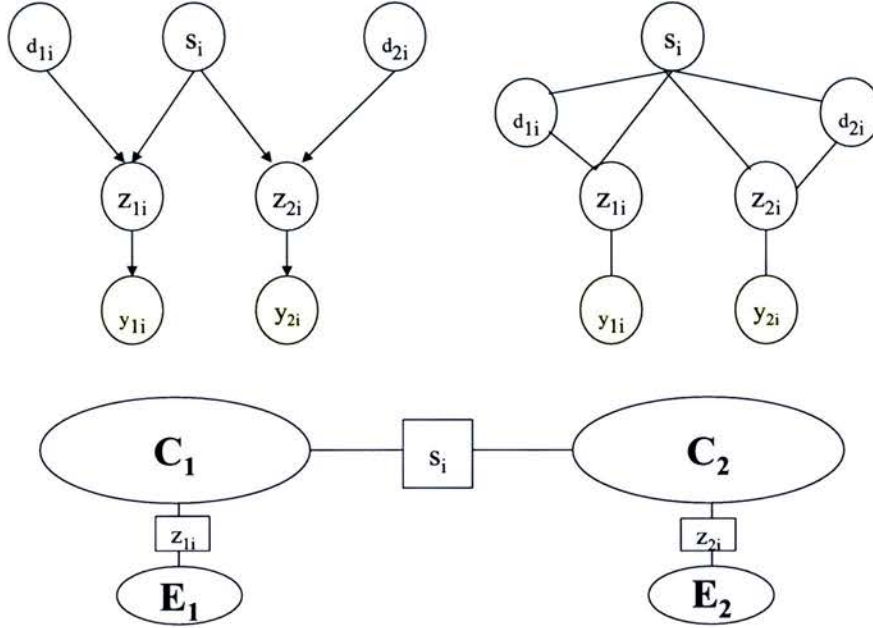 d₁ᵢ sᵢ d₂ᵢ sᵢ
d₁ᵢ d₂ᵢ
z₁ᵢ z₂ᵢ z₁ᵢ z₂ᵢ
y₁ᵢ y₂ᵢ y₁ᵢ y₂ᵢ
C₁ sᵢ C₂
z₁ᵢ z₂ᵢ
E₁ E₂